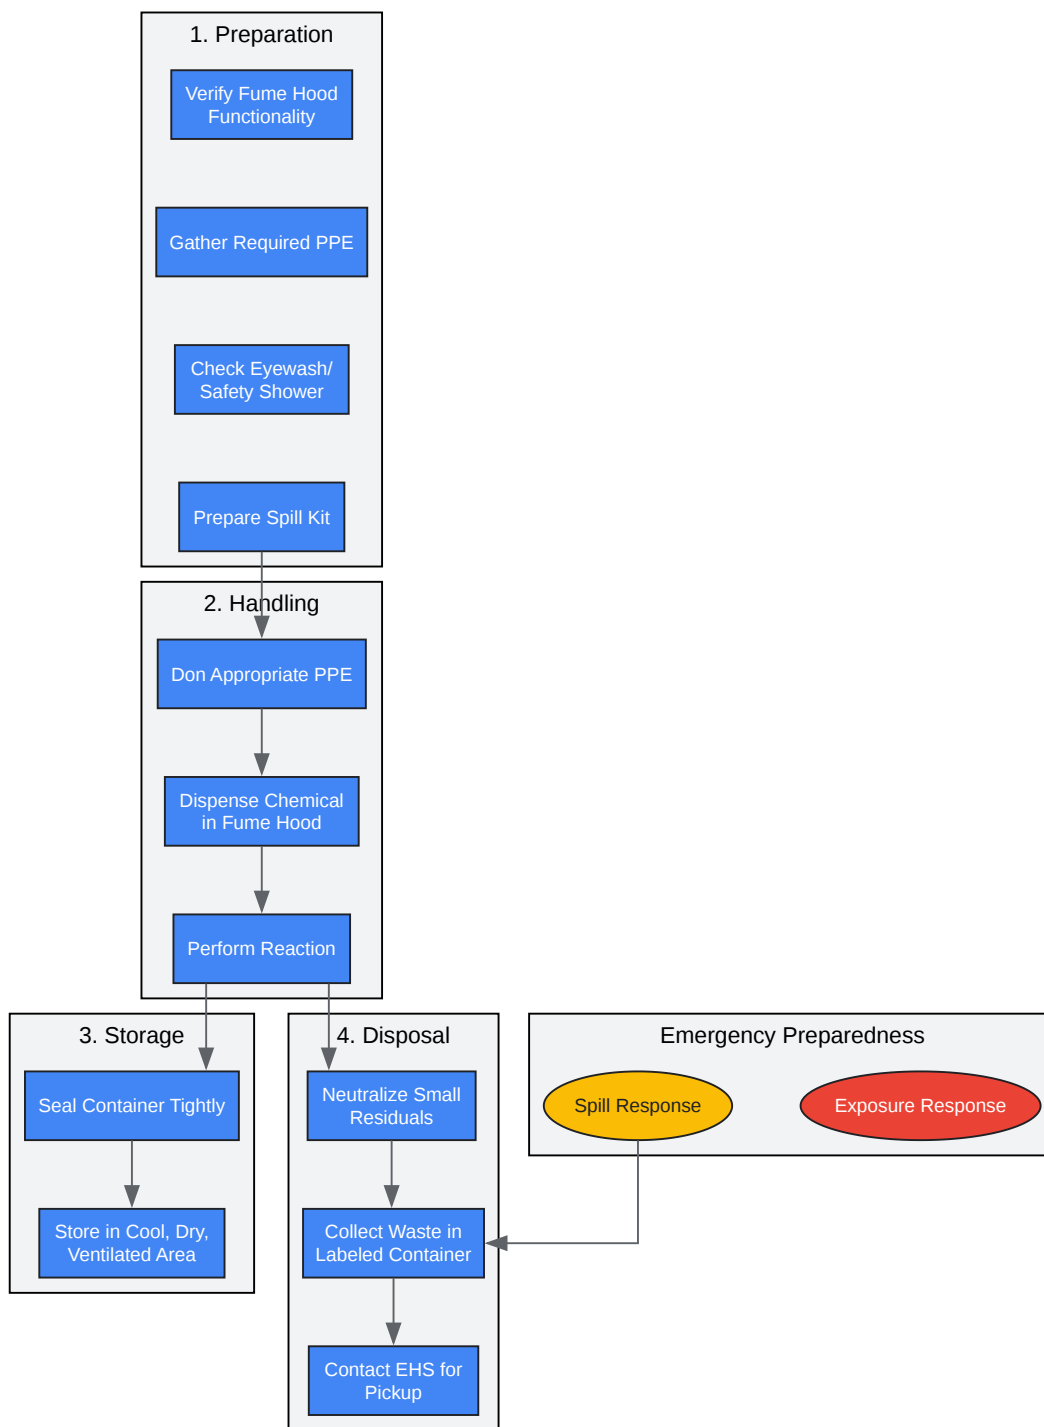 1. Preparation
Verify Fume Hood
Functionality
Gather Required PPE
Check Eyewash/
Safety Shower
Prepare Spill Kit
2. Handling
Don Appropriate PPE
Dispense Chemical
in Fume Hood
Perform Reaction
3. Storage
Seal Container Tightly
Store in Cool, Dry,
Ventilated Area
4. Disposal
Neutralize Small
Residuals
Collect Waste in
Labeled Container
Contact EHS for
Pickup
Emergency Preparedness
Spill Response
Exposure Response